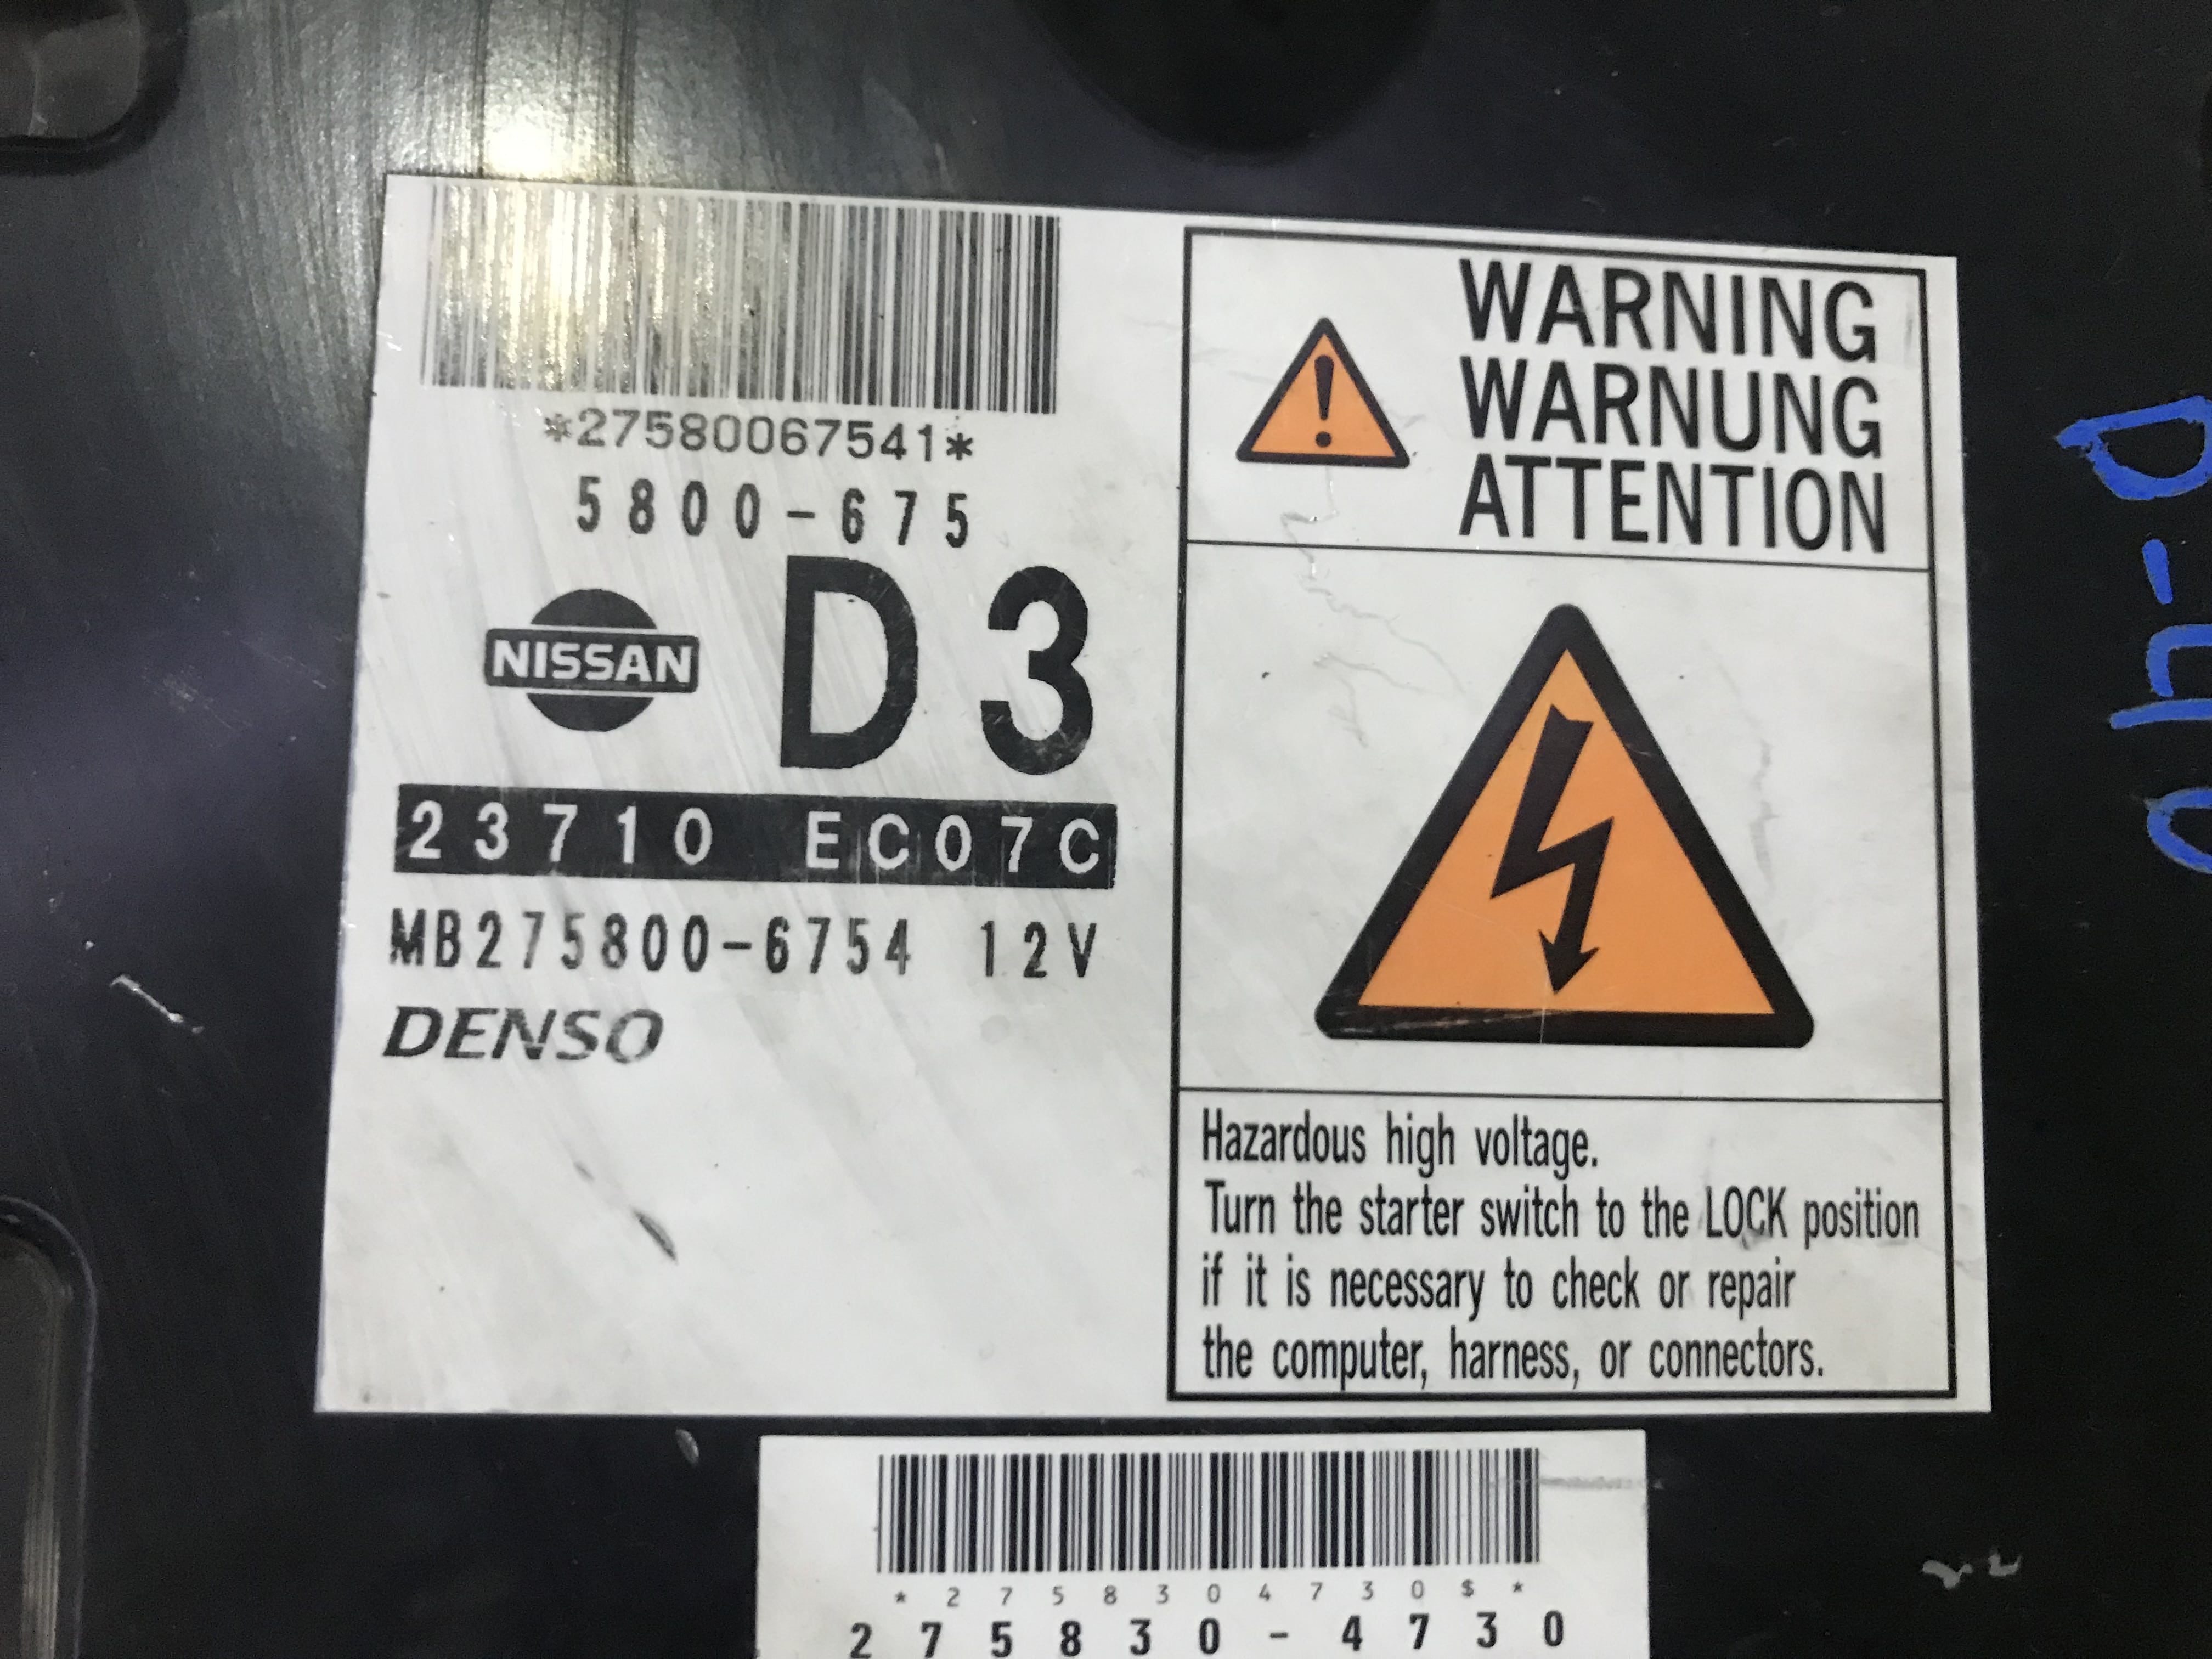 *27580067541*
5800-675
NISSAN
D3
23710 EC07C
MB275800-6754 12V
DENSO
WARNING
WARNUNG
ATTENTION
Hazardous high voltage.
Turn the starter switch to the LOCK position
if it is necessary to check or repair
the computer, harness, or connectors.
*2758304730$*
275830-4730